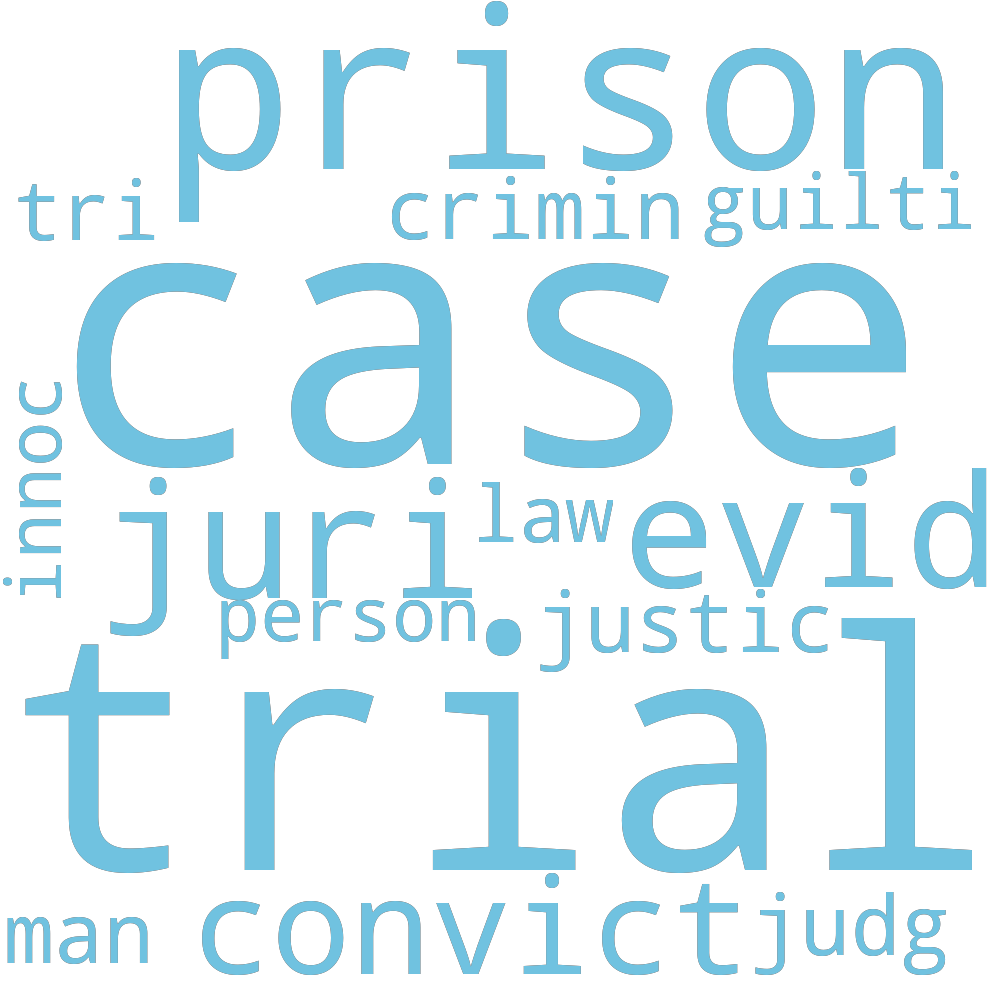 prison
tri crimin guilti
case
innoc
juri law evid
person justic
trial
man convict judg